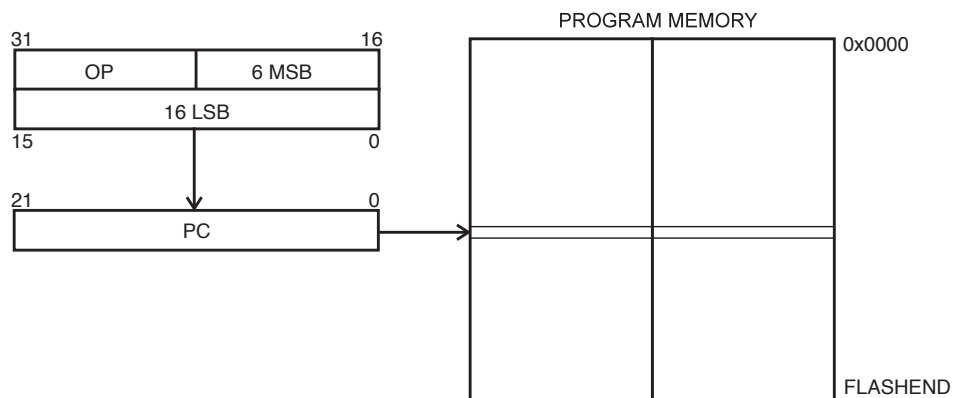 PROGRAM MEMORY
31 16
OP 6 MSB
16 LSB
15 0
21 0
PC
0x0000
FLASHEND